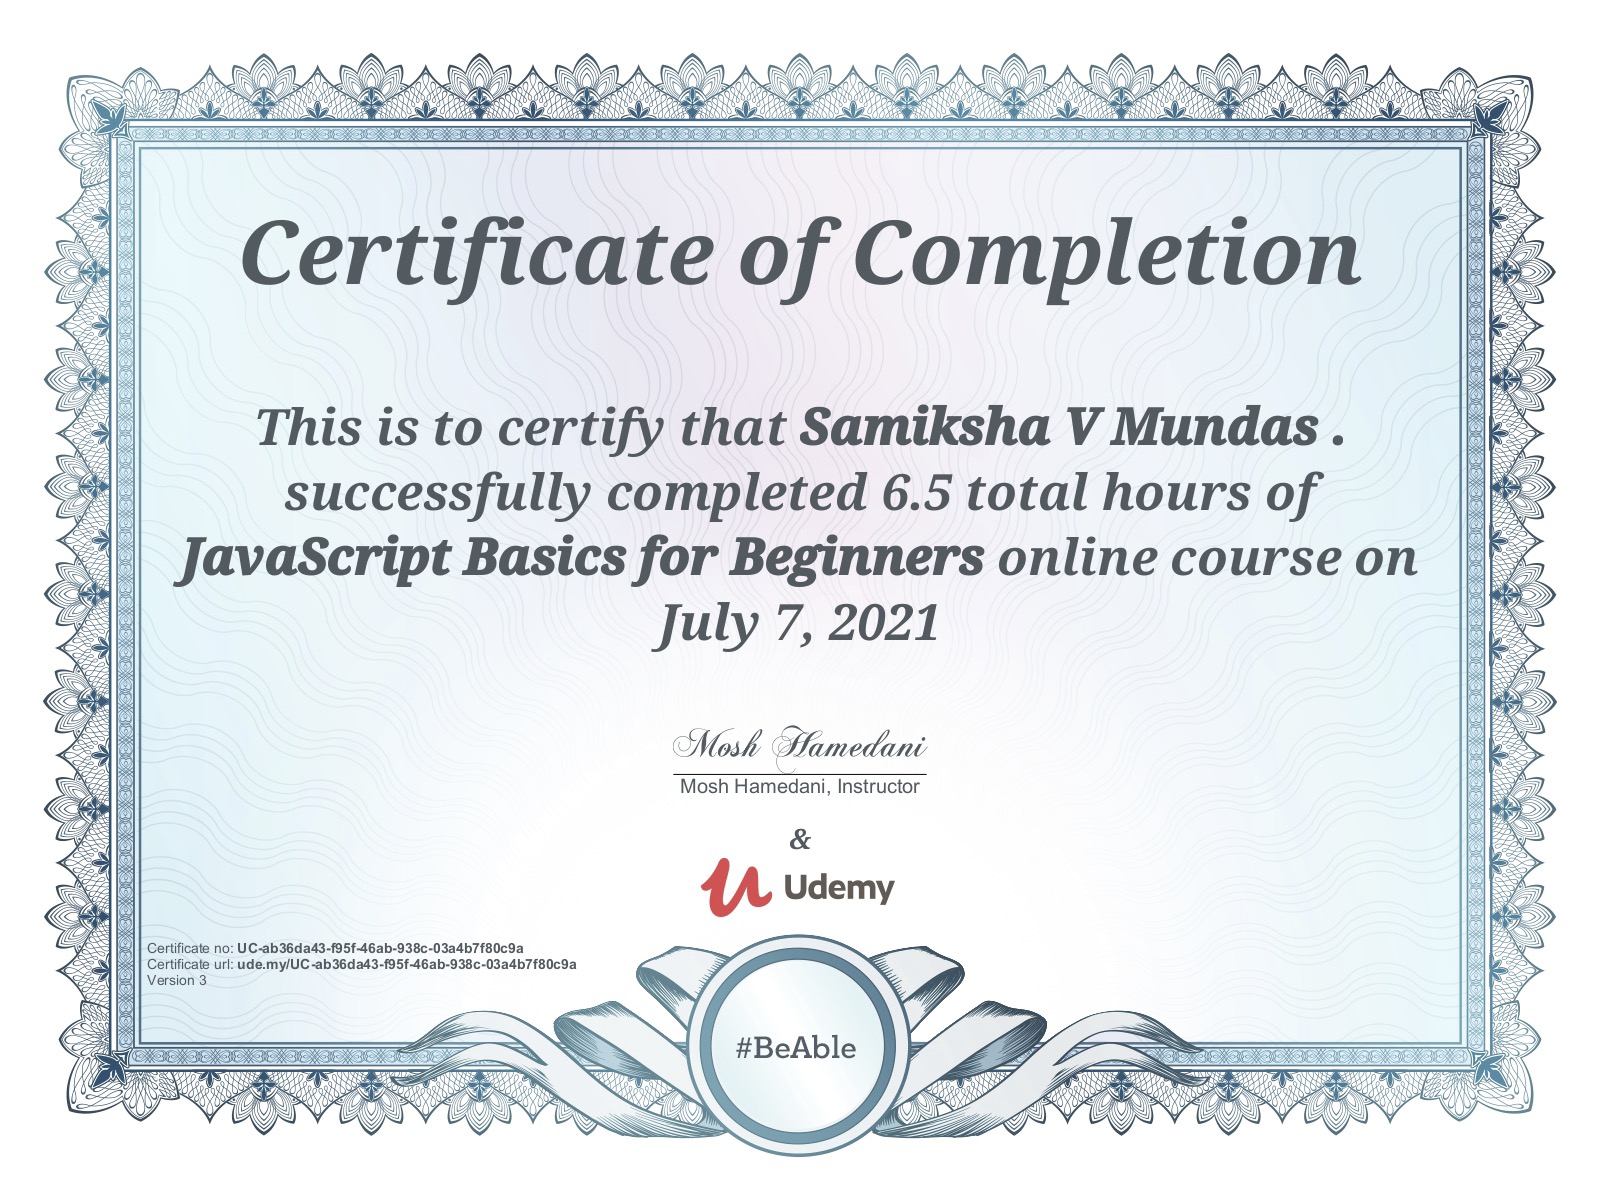 Certificate of Completion
This is to certify that Samiksha V Mundas .
successfully completed 6.5 total hours of
JavaScript Basics for Beginners online course on
July 7, 2021
Mosh Hamedani
Mosh Hamedani, Instructor
&
Udemy
Certificate no: UC-ab36da43-f95f-46ab-938c-03a4b7f80c9a
Certificate url: ude.my/UC-ab36da43-f95f-46ab-938c-03a4b7f80c9a
Version 3
#BeAble